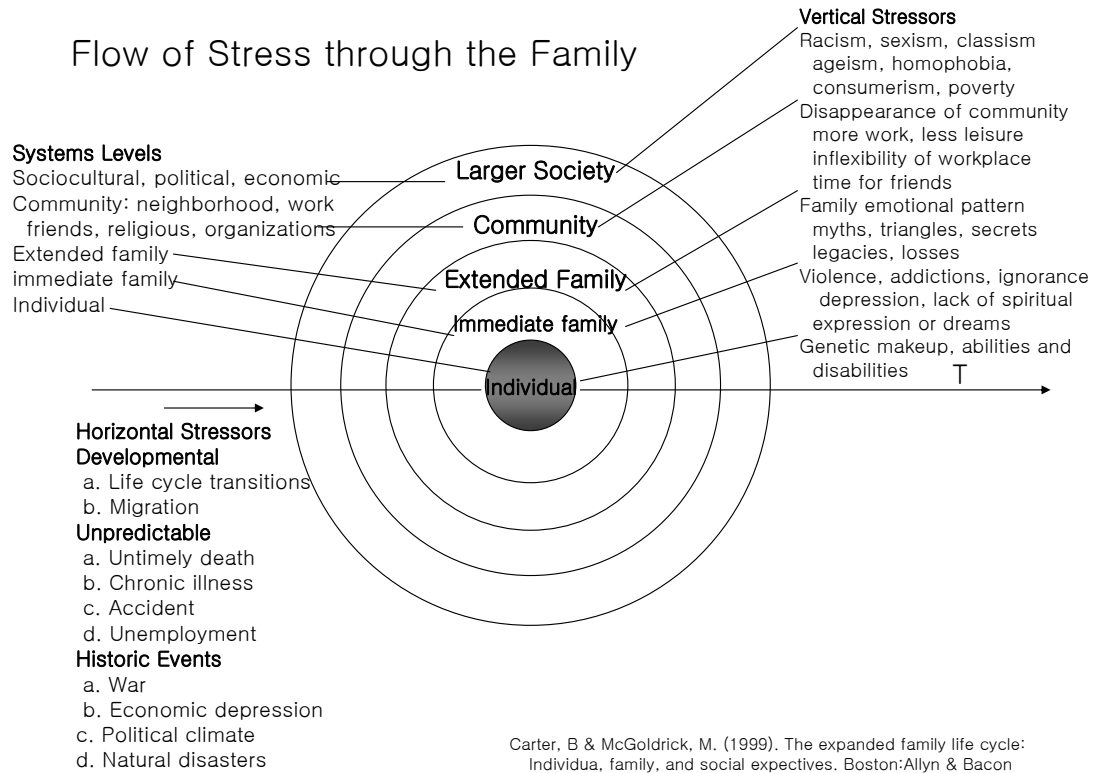 Flow of Stress through the Family
Vertical Stressors
Racism, sexism, classism
ageism, homophobia,
consumerism, poverty
Disappearance of community
more work, less leisure
inflexibility of workplace
time for friends
Family emotional pattern
myths, triangles, secrets
legacies, losses
Violence, addictions, ignorance
depression, lack of spiritual
expression or dreams
Genetic makeup, abilities and
disabilities
T
Systems Levels
Sociocultural, political, economic
Community: neighborhood, work
friends, religious, organizations
Extended family
immediate family
Individual
Larger Society
Community
Extended Family
Immediate family
Individual
Horizontal Stressors
Developmental
a. Life cycle transitions
b. Migration
Unpredictable
a. Untimely death
b. Chronic illness
c. Accident
d. Unemployment
Historic Events
a. War
b. Economic depression
c. Political climate
d. Natural disasters
Carter, B & McGoldrick, M. (1999). The expanded family life cycle:
Individua, family, and social expectives. Boston:Allyn & Bacon